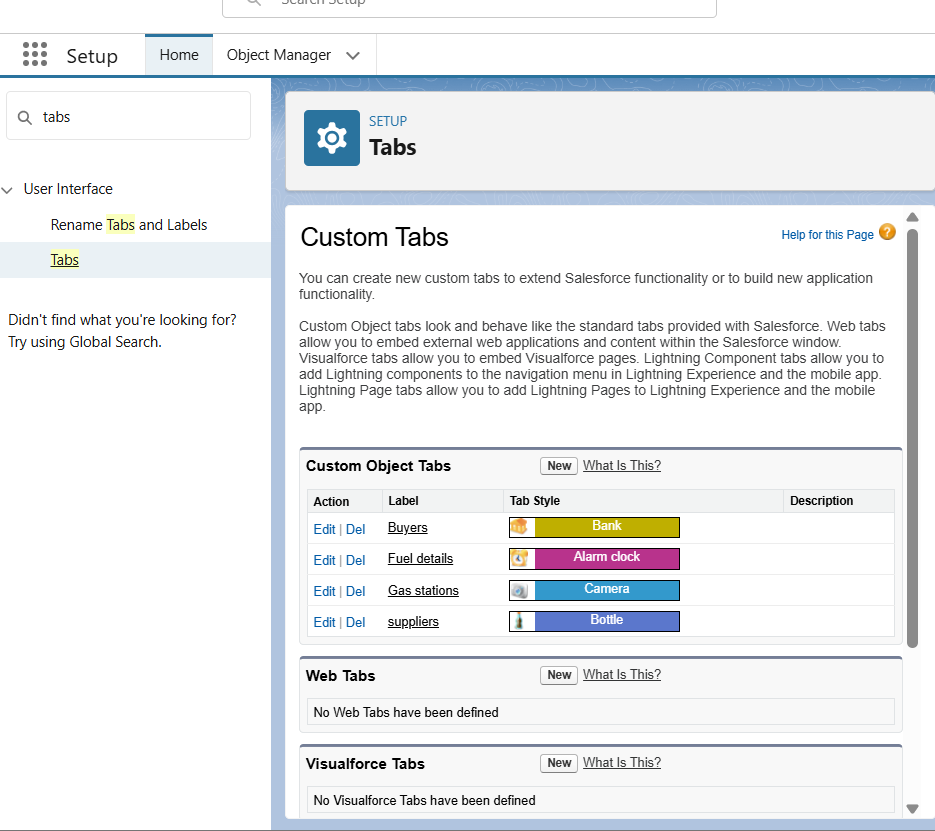 Search Setup
Setup
Home
Object Manager
tabs
User Interface
Rename Tabs and Labels
Tabs
Didn't find what you're looking for?
Try using Global Search.
SETUP
Tabs
Custom Tabs
Help for this Page ?
You can create new custom tabs to extend Salesforce functionality or to build new application
functionality.
Custom Object tabs look and behave like the standard tabs provided with Salesforce. Web tabs
allow you to embed external web applications and content within the Salesforce window.
Visualforce tabs allow you to embed Visualforce pages. Lightning Component tabs allow you to
add Lightning components to the navigation menu in Lightning Experience and the mobile app.
Lightning Page tabs allow you to add Lightning Pages to Lightning Experience and the mobile
app.
Custom Object Tabs New What Is This?
Action Label Tab Style Description
Edit | Del Buyers Bank
Edit | Del Fuel details Alarm clock
Edit | Del Gas stations Camera
Edit | Del suppliers Bottle
Web Tabs New What Is This?
No Web Tabs have been defined
Visualforce Tabs New What Is This?
No Visualforce Tabs have been defined